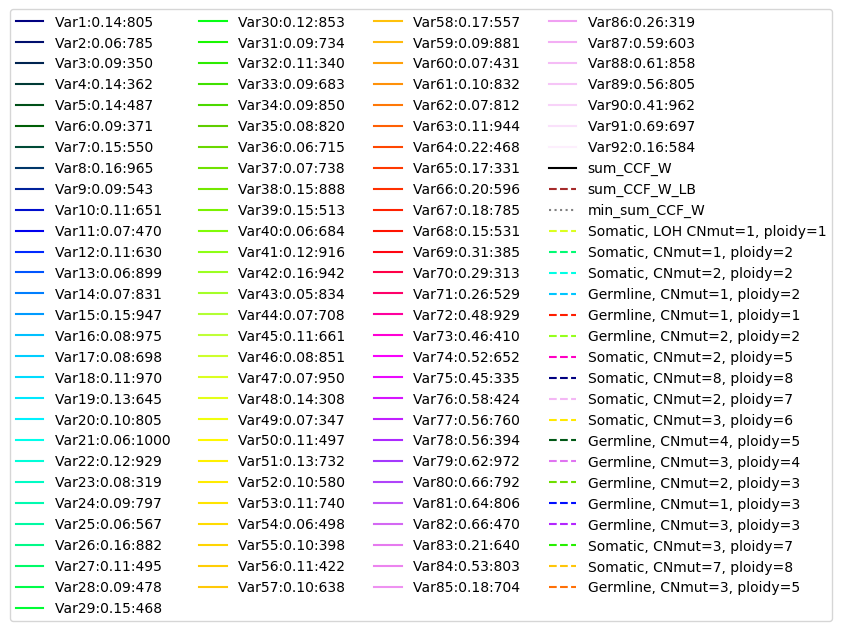 Var1:0.14:805
Var2:0.06:785
Var3:0.09:350
Var4:0.14:362
Var5:0.14:487
Var6:0.09:371
Var7:0.15:550
Var8:0.16:965
Var9:0.09:543
Var10:0.11:651
Var11:0.07:470
Var12:0.11:630
Var13:0.06:899
Var14:0.07:831
Var15:0.15:947
Var16:0.08:975
Var17:0.08:698
Var18:0.11:970
Var19:0.13:645
Var20:0.10:805
Var21:0.06:1000
Var22:0.12:929
Var23:0.08:319
Var24:0.09:797
Var25:0.06:567
Var26:0.16:882
Var27:0.11:495
Var28:0.09:478
Var29:0.15:468
Var30:0.12:853
Var31:0.09:734
Var32:0.11:340
Var33:0.09:683
Var34:0.09:850
Var35:0.08:820
Var36:0.06:715
Var37:0.07:738
Var38:0.15:888
Var39:0.15:513
Var40:0.06:684
Var41:0.12:916
Var42:0.16:942
Var43:0.05:834
Var44:0.07:708
Var45:0.11:661
Var46:0.08:851
Var47:0.07:950
Var48:0.14:308
Var49:0.07:347
Var50:0.11:497
Var51:0.13:732
Var52:0.10:580
Var53:0.11:740
Var54:0.06:498
Var55:0.10:398
Var56:0.11:422
Var57:0.10:638
Var58:0.17:557
Var59:0.09:881
Var60:0.07:431
Var61:0.10:832
Var62:0.07:812
Var63:0.11:944
Var64:0.22:468
Var65:0.17:331
Var66:0.20:596
Var67:0.18:785
Var68:0.15:531
Var69:0.31:385
Var70:0.29:313
Var71:0.26:529
Var72:0.48:929
Var73:0.46:410
Var74:0.52:652
Var75:0.45:335
Var76:0.58:424
Var77:0.56:760
Var78:0.56:394
Var79:0.62:972
Var80:0.66:792
Var81:0.64:806
Var82:0.66:470
Var83:0.21:640
Var84:0.53:803
Var85:0.18:704
Var86:0.26:319
Var87:0.59:603
Var88:0.61:858
Var89:0.56:805
Var90:0.41:962
Var91:0.69:697
Var92:0.16:584
sum_CCF_W
sum_CCF_W_LB
min_sum_CCF_W
Somatic, LOH CNmut=1, ploidy=1
Somatic, CNmut=1, ploidy=2
Somatic, CNmut=2, ploidy=2
Germline, CNmut=1, ploidy=2
Germline, CNmut=1, ploidy=1
Germline, CNmut=2, ploidy=2
Somatic, CNmut=2, ploidy=5
Somatic, CNmut=8, ploidy=8
Somatic, CNmut=2, ploidy=7
Somatic, CNmut=3, ploidy=6
Germline, CNmut=4, ploidy=5
Germline, CNmut=3, ploidy=4
Germline, CNmut=2, ploidy=3
Germline, CNmut=1, ploidy=3
Germline, CNmut=3, ploidy=3
Somatic, CNmut=3, ploidy=7
Somatic, CNmut=7, ploidy=8
Germline, CNmut=3, ploidy=5